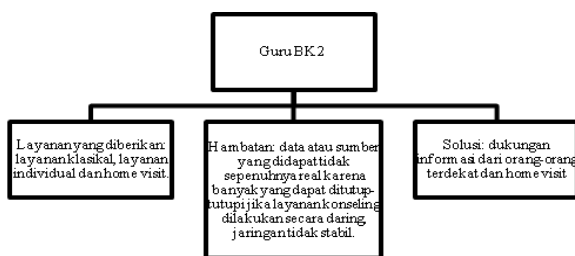 Guru BK 2
Layanan yang diberikan:
layanan klasikal, layanan
individual dan home visit.
Hambatan: data atau sumber
yang didapat tidak
sepenuhnya real karena
banyak yang dapat ditutup-
tutupi jika layanan konseling
dilakukan secara daring,
jaringan tidak stabil.
Solusi: dukungan
informasi dari orang-orang
terdekat dan home visit